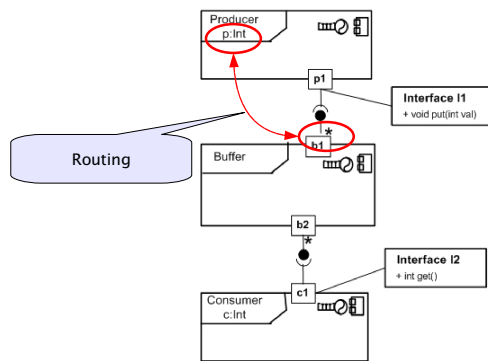 Producer
p:Int
p1
Interface I1
+ void put(int val)
*
b1
Routing
Buffer
b2
*
Interface I2
+ int get()
c1
Consumer
c:Int